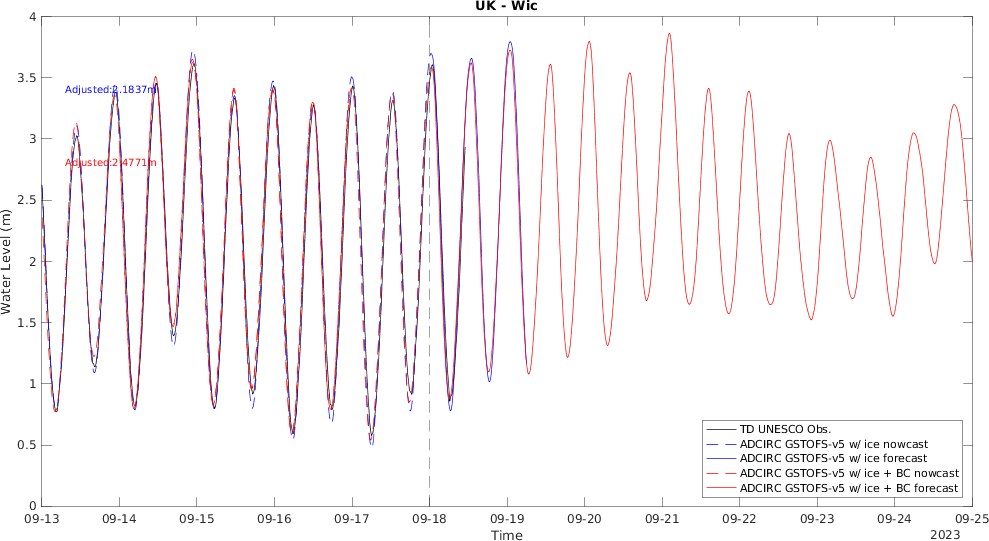 UK - Wic
4
3.5
3
2.5
2
1.5
1
0.5
0
Water Level (m)
Adjusted:2.1837m
Adjusted:2.4771m
TD UNESCO Obs.
ADCIRC GSTOFS-v5 w/ ice nowcast
ADCIRC GSTOFS-v5 w/ ice forecast
ADCIRC GSTOFS-v5 w/ ice + BC nowcast
ADCIRC GSTOFS-v5 w/ ice + BC forecast
09-13 09-14 09-15 09-16 09-17 09-18 09-19 09-20 09-21 09-22 09-23 09-24 09-25
Time
2023